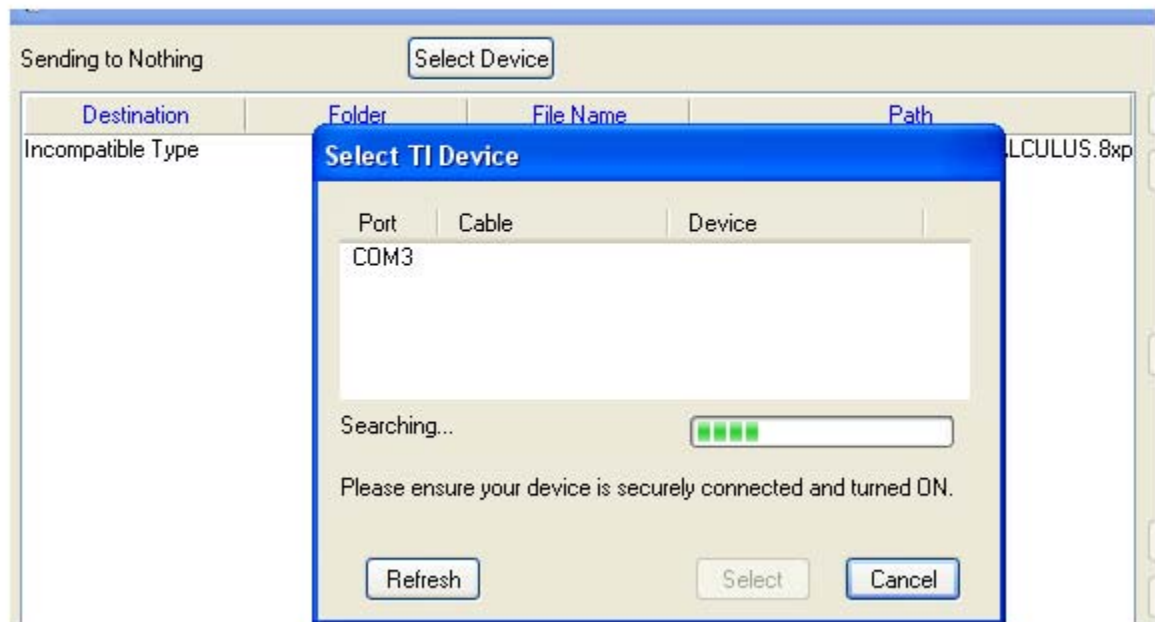 Sending to Nothing Select Device
Destination Folder File Name Path
Incompatible Type LCULUS.8xp
Select TI Device
Port Cable Device
COM3
Searching...
Please ensure your device is securely connected and turned ON.
Refresh Select Cancel